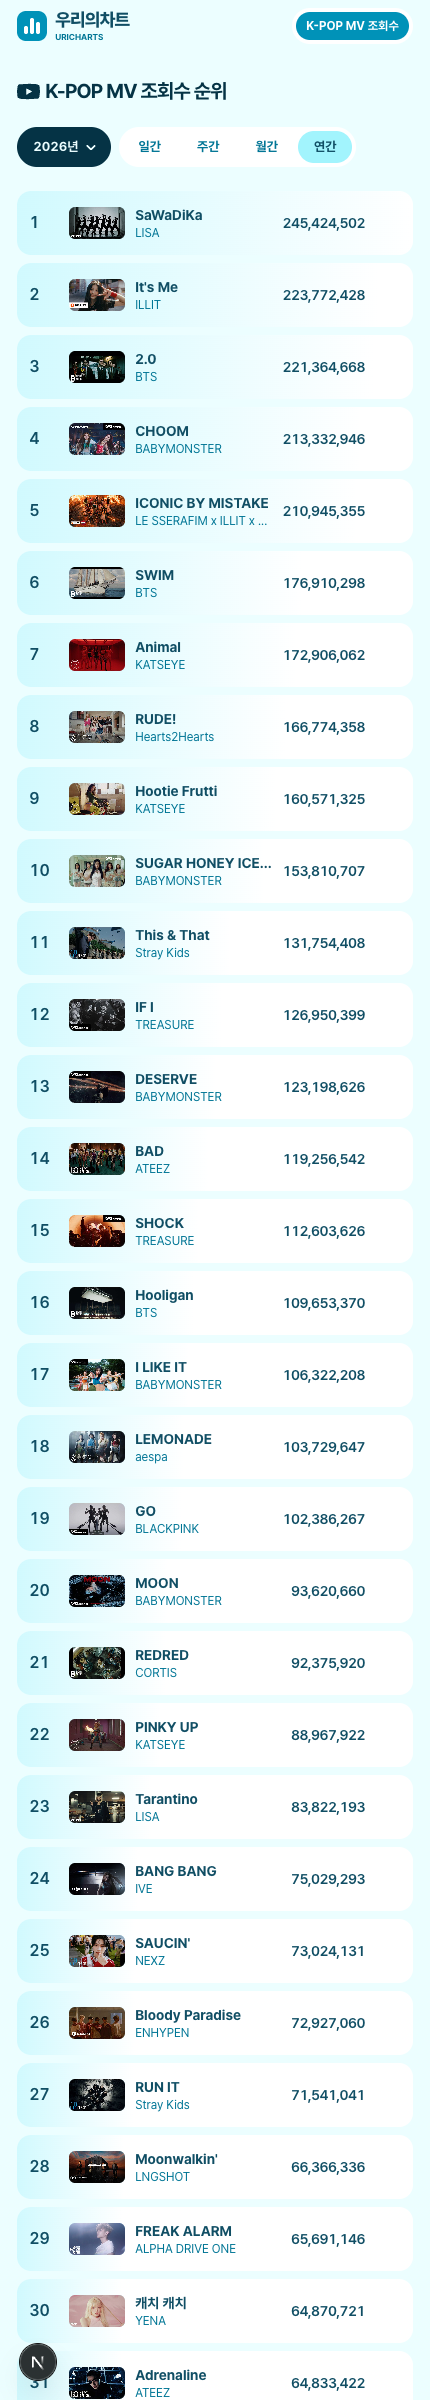 우리의차트
URICHARTS
K-POP MV 조회수
K-POP MV 조회수 순위
2026년
일간
주간
월간
연간
1
SaWaDiKa
LISA
245,424,502
2
It's Me
ILLIT
223,772,428
3
2.0
BTS
221,364,668
4
CHOOM
BABYMONSTER
213,332,946
5
ICONIC BY MISTAKE
LE SSERAFIM x ILLIT x ...
210,945,355
6
SWIM
BTS
176,910,298
7
Animal
KATSEYE
172,906,062
8
RUDE!
Hearts2Hearts
166,774,358
9
Hootie Frutti
KATSEYE
160,571,325
10
SUGAR HONEY ICE...
BABYMONSTER
153,810,707
11
This & That
Stray Kids
131,754,408
12
IF I
TREASURE
126,950,399
13
DESERVE
BABYMONSTER
123,198,626
14
BAD
ATEEZ
119,256,542
15
SHOCK
TREASURE
112,603,626
16
Hooligan
BTS
109,653,370
17
I LIKE IT
BABYMONSTER
106,322,208
18
LEMONADE
aespa
103,729,647
19
GO
BLACKPINK
102,386,267
20
MOON
BABYMONSTER
93,620,660
21
REDRED
CORTIS
92,375,920
22
PINKY UP
KATSEYE
88,967,922
23
Tarantino
LISA
83,822,193
24
BANG BANG
IVE
75,029,293
25
SAUCIN'
NEXZ
73,024,131
26
Bloody Paradise
ENHYPEN
72,927,060
27
RUN IT
Stray Kids
71,541,041
28
Moonwalkin'
LNGSHOT
66,366,336
29
FREAK ALARM
ALPHA DRIVE ONE
65,691,146
30
캐치 캐치
YENA
64,870,721
31
Adrenaline
ATEEZ
64,833,422